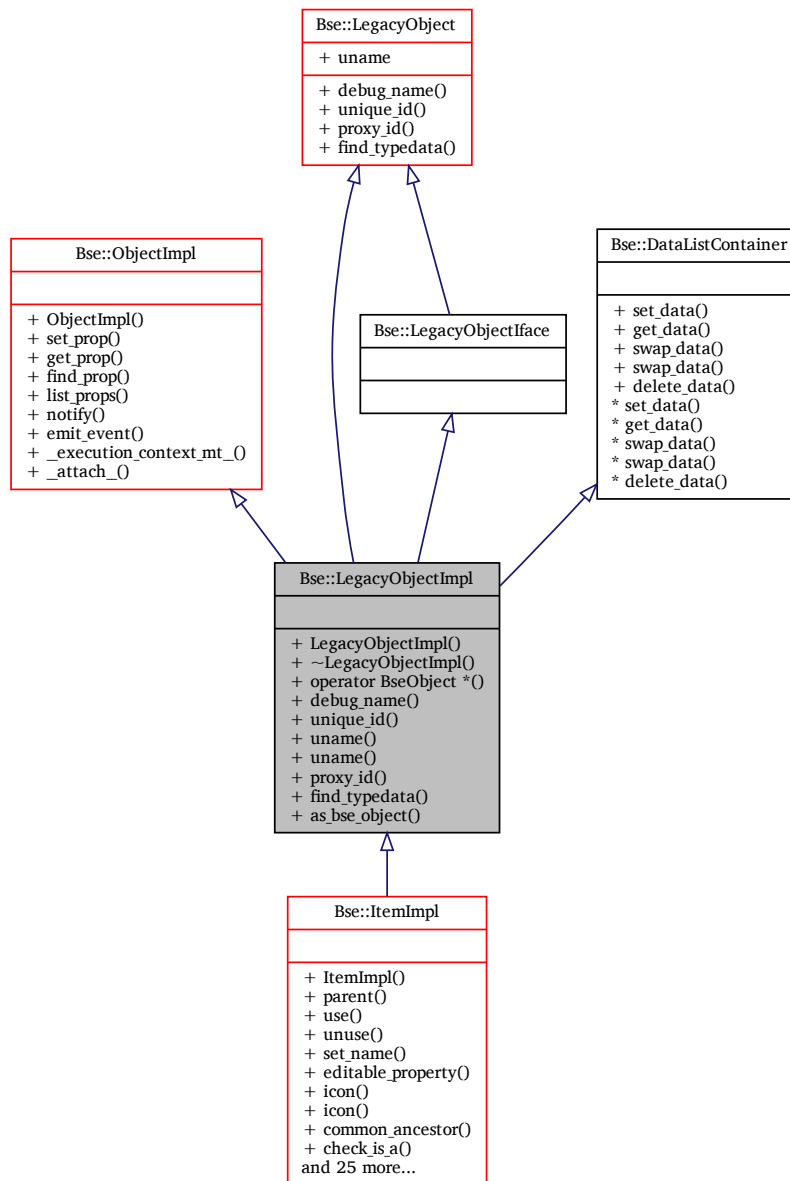 Bse::LegacyObject
+ uname
+ debug_name()
+ unique_id()
+ proxy_id()
+ find_typedata()
Bse::ObjectImpl
+ ObjectImpl()
+ set_prop()
+ get_prop()
+ find_prop()
+ list_props()
+ notify()
+ emit_event()
+ _execution_context_mt_()
+ _attach_()
Bse::LegacyObjectIface
Bse::DataListContainer
+ set_data()
+ get_data()
+ swap_data()
+ swap_data()
+ delete_data()
* set_data()
* get_data()
* swap_data()
* swap_data()
* delete_data()
Bse::LegacyObjectImpl
+ LegacyObjectImpl()
+ ~LegacyObjectImpl()
+ operator BseObject *()
+ debug_name()
+ unique_id()
+ uname()
+ uname()
+ proxy_id()
+ find_typedata()
+ as_bse_object()
Bse::ItemImpl
+ ItemImpl()
+ parent()
+ use()
+ unuse()
+ set_name()
+ editable_property()
+ icon()
+ icon()
+ common_ancestor()
+ check_is_a()
and 25 more...